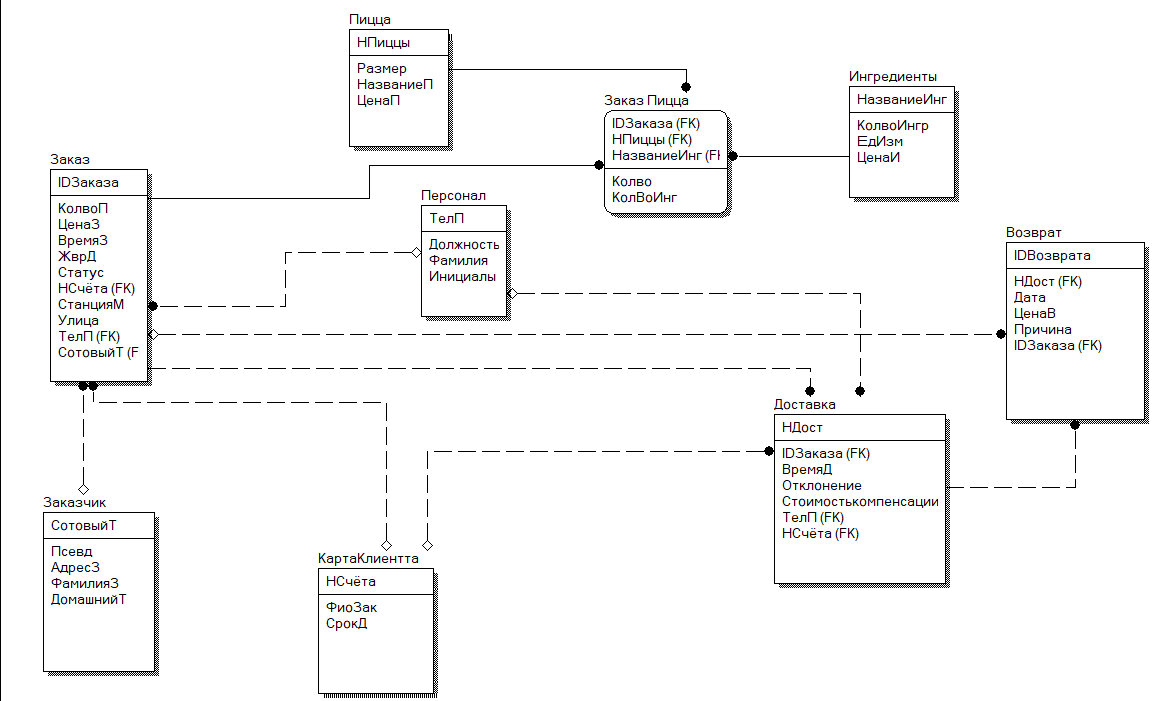 Пицца
НПиццы
Размер
НазваниеП
ЦенаП
Ингредиенты
НазваниеИнг
КолвоИнгр
ЕдИзм
ЦенаИ
Заказ Пицца
IDЗаказа (FK)
НПиццы (FK)
НазваниеИнг (FK
Колво
КолВоИнг
Заказ
IDЗаказа
КолвоП
ЦенаЗ
ВремяЗ
ЖврД
Статус
НСчёта (FK)
СтанцияМ
Улица
ТелП (FK)
СотовыйТ (F
Персонал
ТелП
Должность
Фамилия
Инициалы
Возврат
IDВозврата
НДост (FK)
Дата
ЦенаВ
Причина
IDЗаказа (FK)
Доставка
НДост
IDЗаказа (FK)
ВремяД
Отклонение
Стоимостькомпенсации
ТелП (FK)
НСчёта (FK)
Заказчик
СотовыйТ
Псевд
АдресЗ
ФамилияЗ
ДомашнийТ
КартаКлиентта
НСчёта
ФиоЗак
СрокД